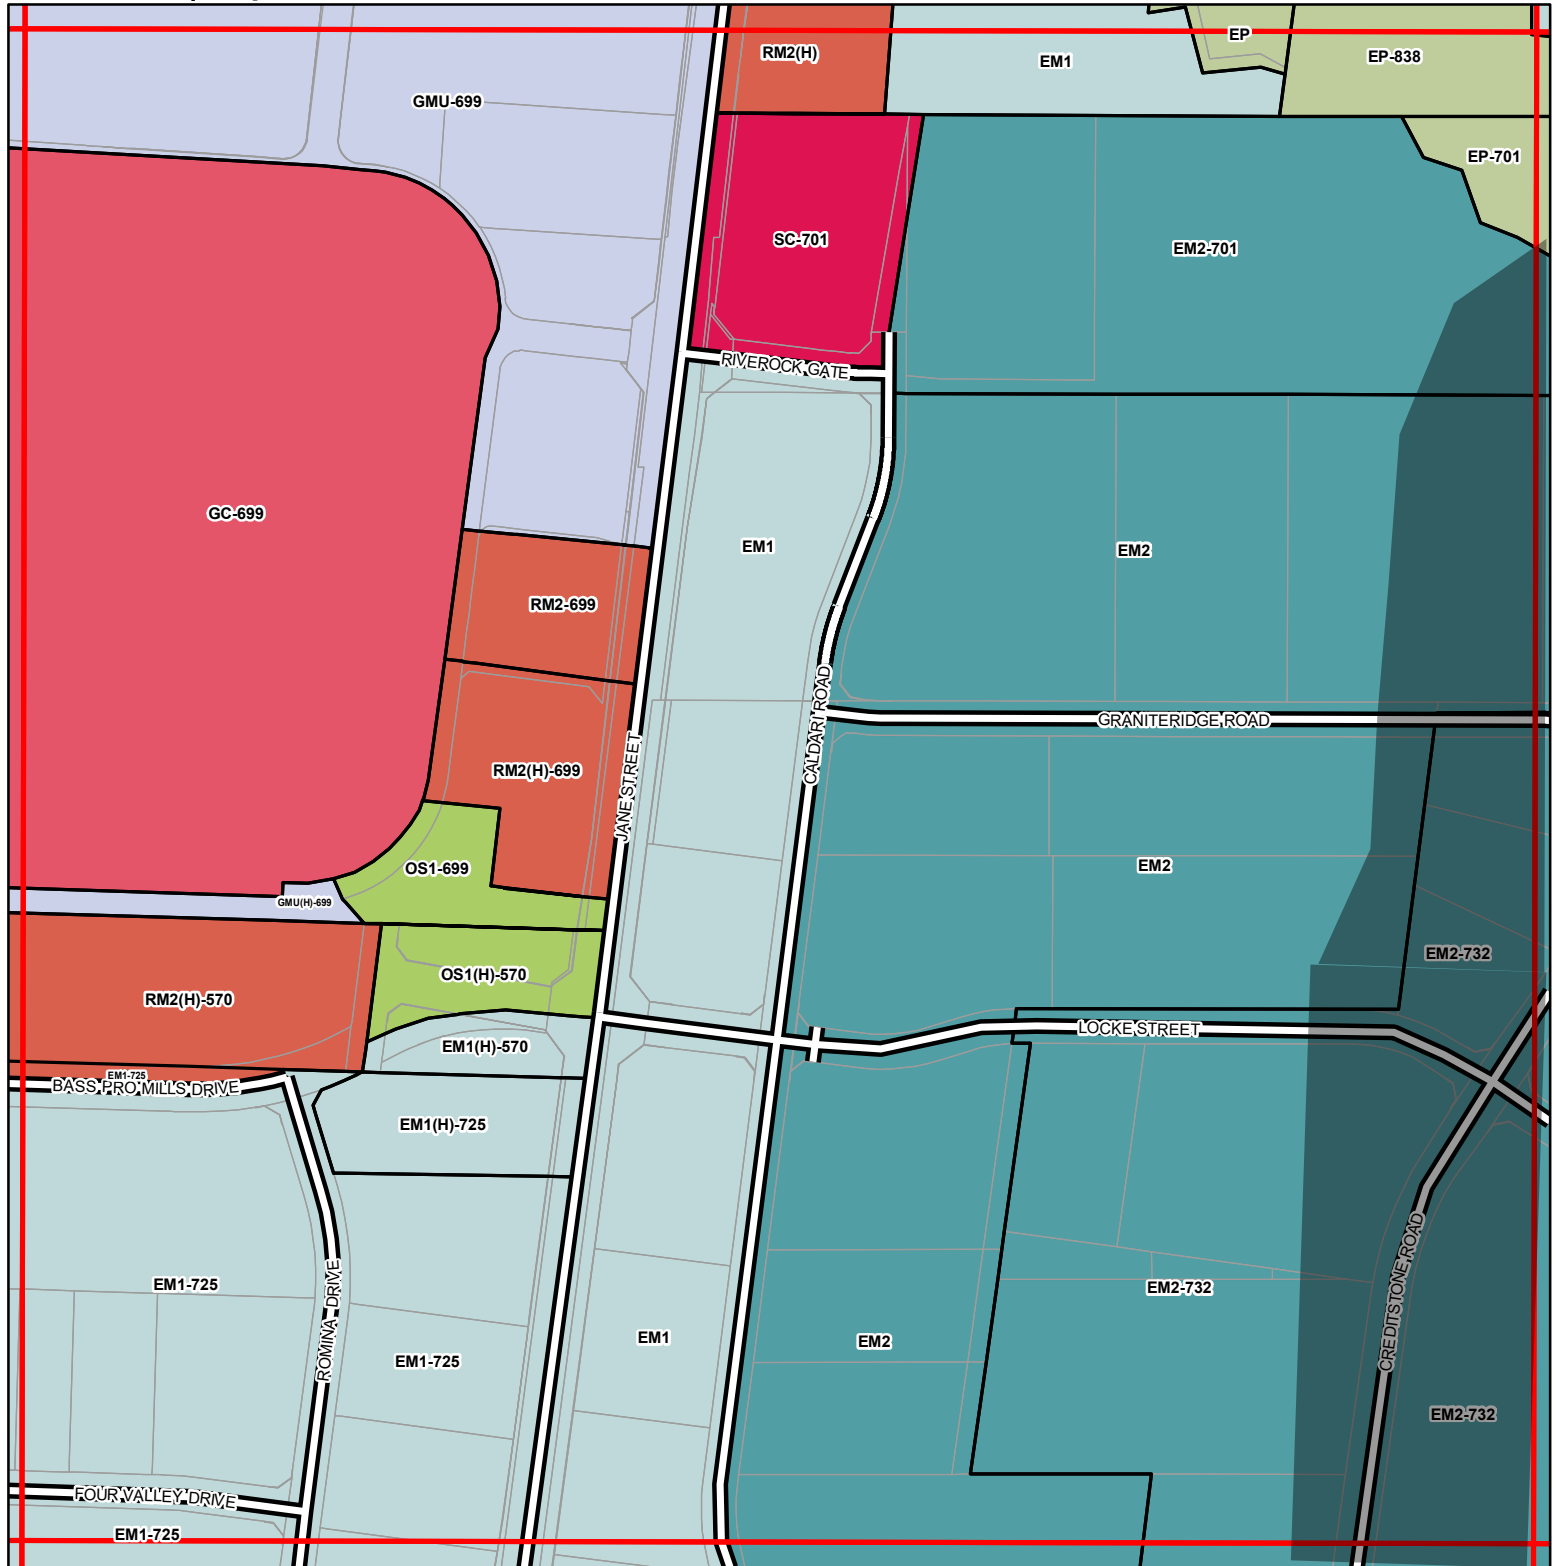 EP
RM2(H)
EM1
EP-838
GMU-699
EP-701
SC-701
EM2-701
RIVEROCK GATE
GC-699
EM1
EM2
RM2-699
CALDARI ROAD
GRANITERIDGE ROAD
RM2(H)-699
JANE STREET
OS1-699
EM2
GMU(H)-699
EM2-732
OS1(H)-570
RM2(H)-570
LOCKE STREET
EM1(H)-570
EM1-725
BASS PRO MILLS DRIVE
EM1(H)-725
EM1-725
ROMINA DRIVE
EM2-732
CREDITSTONE ROAD
EM1
EM2
EM1-725
EM2-732
FOUR VALLEY DRIVE
EM1-725